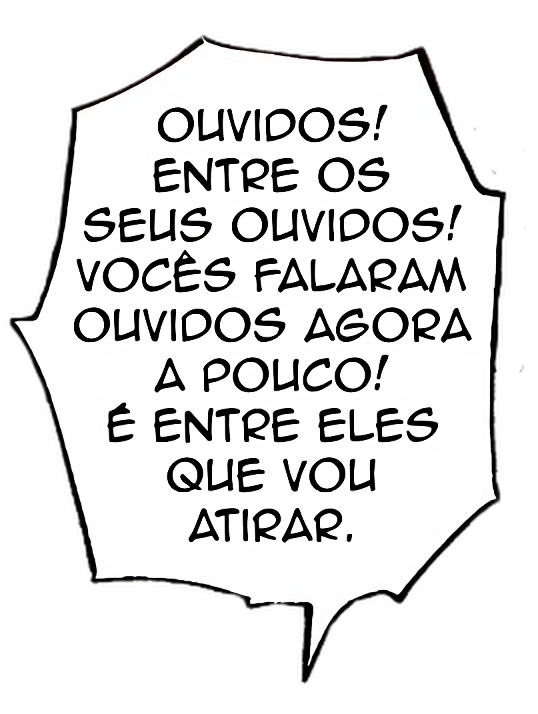 OUVIDOS!
ENTRE OS
SEUS OUVIDOS!
VOCÊS FALARAM
OUVIDOS AGORA
A POUCO!
É ENTRE ELES
QUE VOU
ATIRAR.